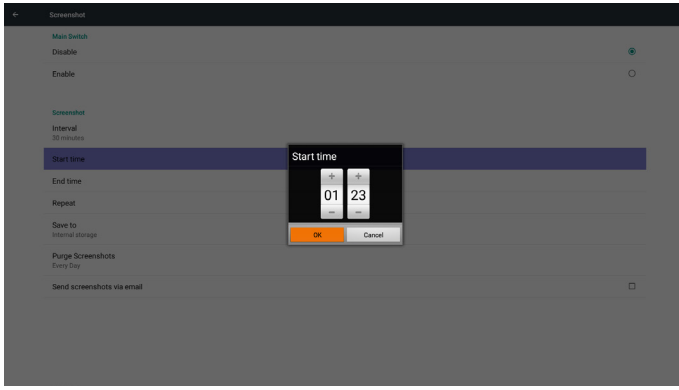 Screenshot
Main Switch
Disable
Enable
Screenshot
Interval
30 minutes
Start time
End time
Repeat
Save to
Internal storage
Purge Screenshots
Every Day
Send screenshots via email
Start time
+ +
01 23
- -
OK Cancel